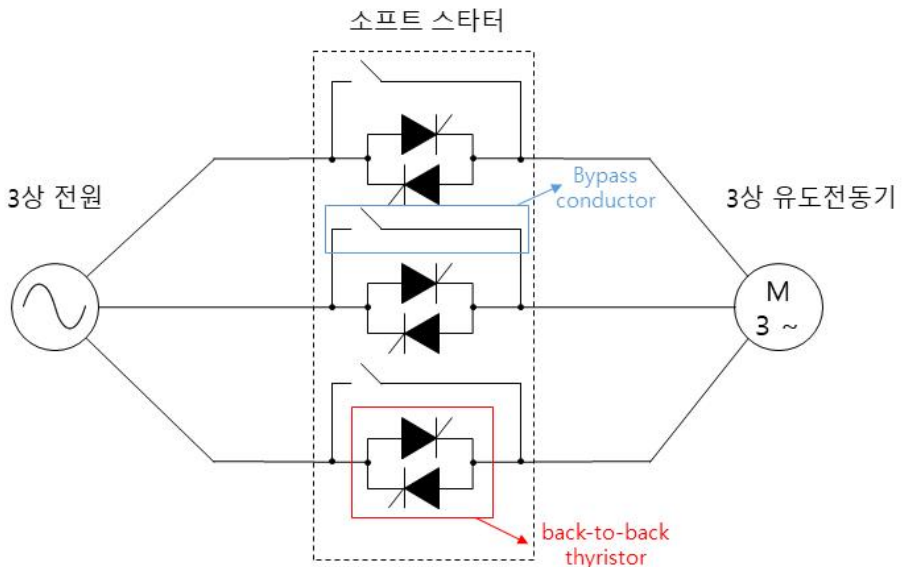 소프트 스타터
3상 전원
Bypass
conductor
3상 유도전동기
M
3 ~
back-to-back
thyristor